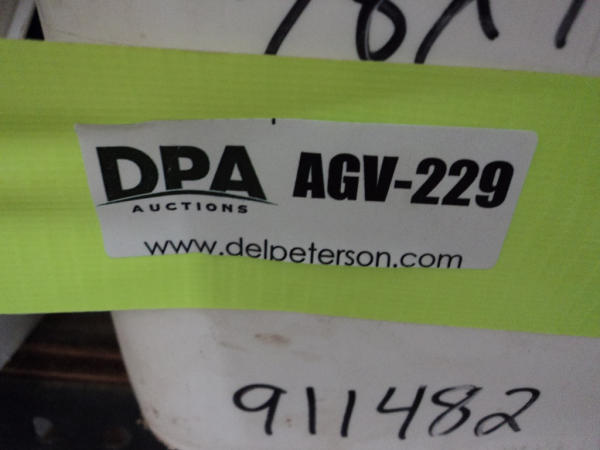 DPA AGV-229
AUCTIONS
www.delpeterson.com
911482